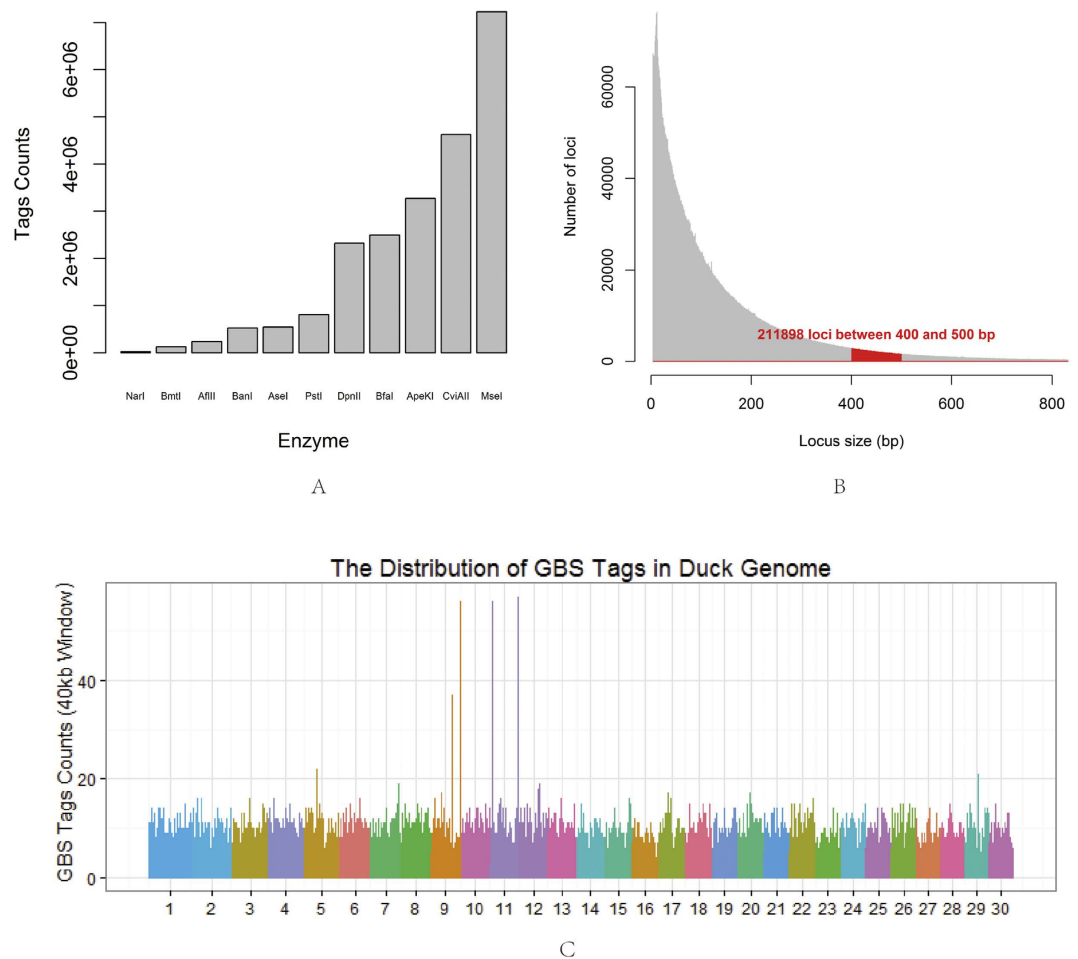 Tags Counts
6e+06
4e+06
2e+06
0e+00
NarI BmtI AflII BanI AseI PstI DpnII BfaI ApeKI CviAII MseI
Enzyme
A
Number of loci
60000
40000
20000
0
211898 loci between 400 and 500 bp
0 200 400 600 800
Locus size (bp)
B
The Distribution of GBS Tags in Duck Genome
GBS Tags Counts (40kb Window)
40
20
0
1 2 3 4 5 6 7 8 9 10 11 12 13 14 15 16 17 18 19 20 21 22 23 24 25 26 27 28 29 30
C